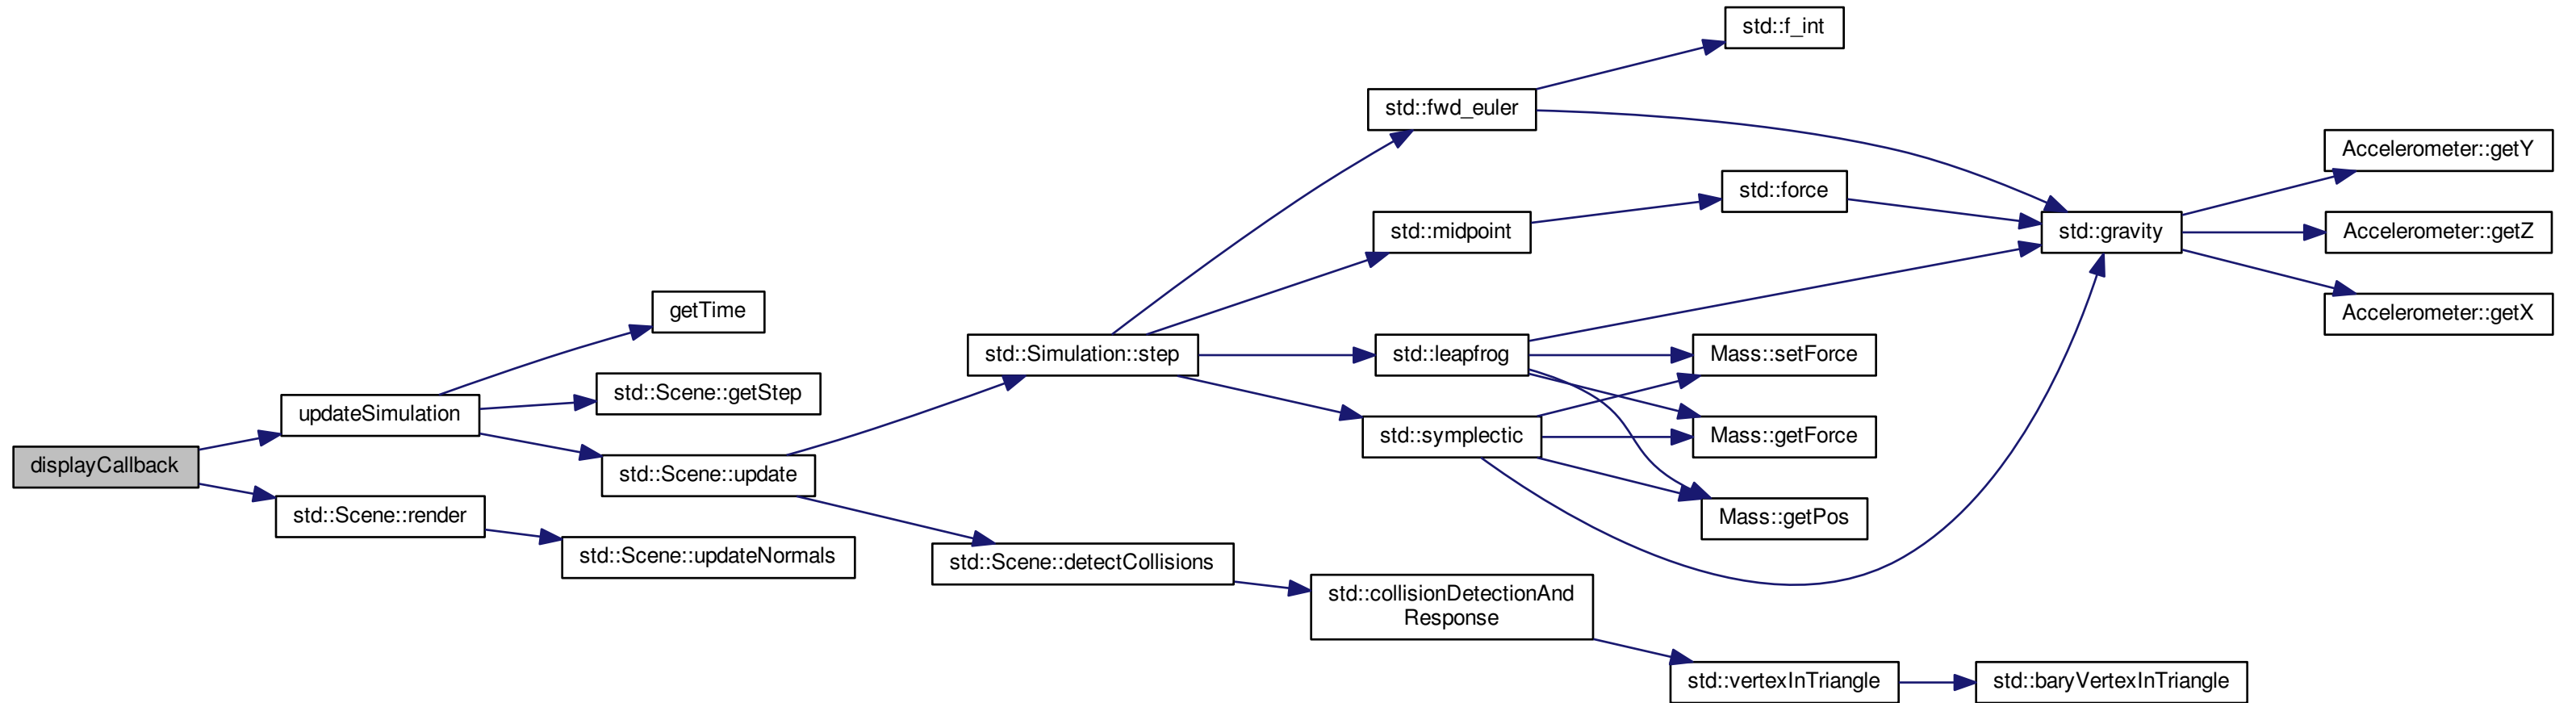 std::f_int
std::fwd_euler
Accelerometer::getY
std::force
std::midpoint
std::gravity
Accelerometer::getZ
getTime
Accelerometer::getX
std::Simulation::step
std::leapfrog
Mass::setForce
std::Scene::getStep
updateSimulation
std::symplectic
Mass::getForce
displayCallback
std::Scene::update
std::Scene::render
Mass::getPos
std::Scene::updateNormals
std::Scene::detectCollisions
std::collisionDetectionAnd
Response
std::vertexInTriangle
std::baryVertexInTriangle